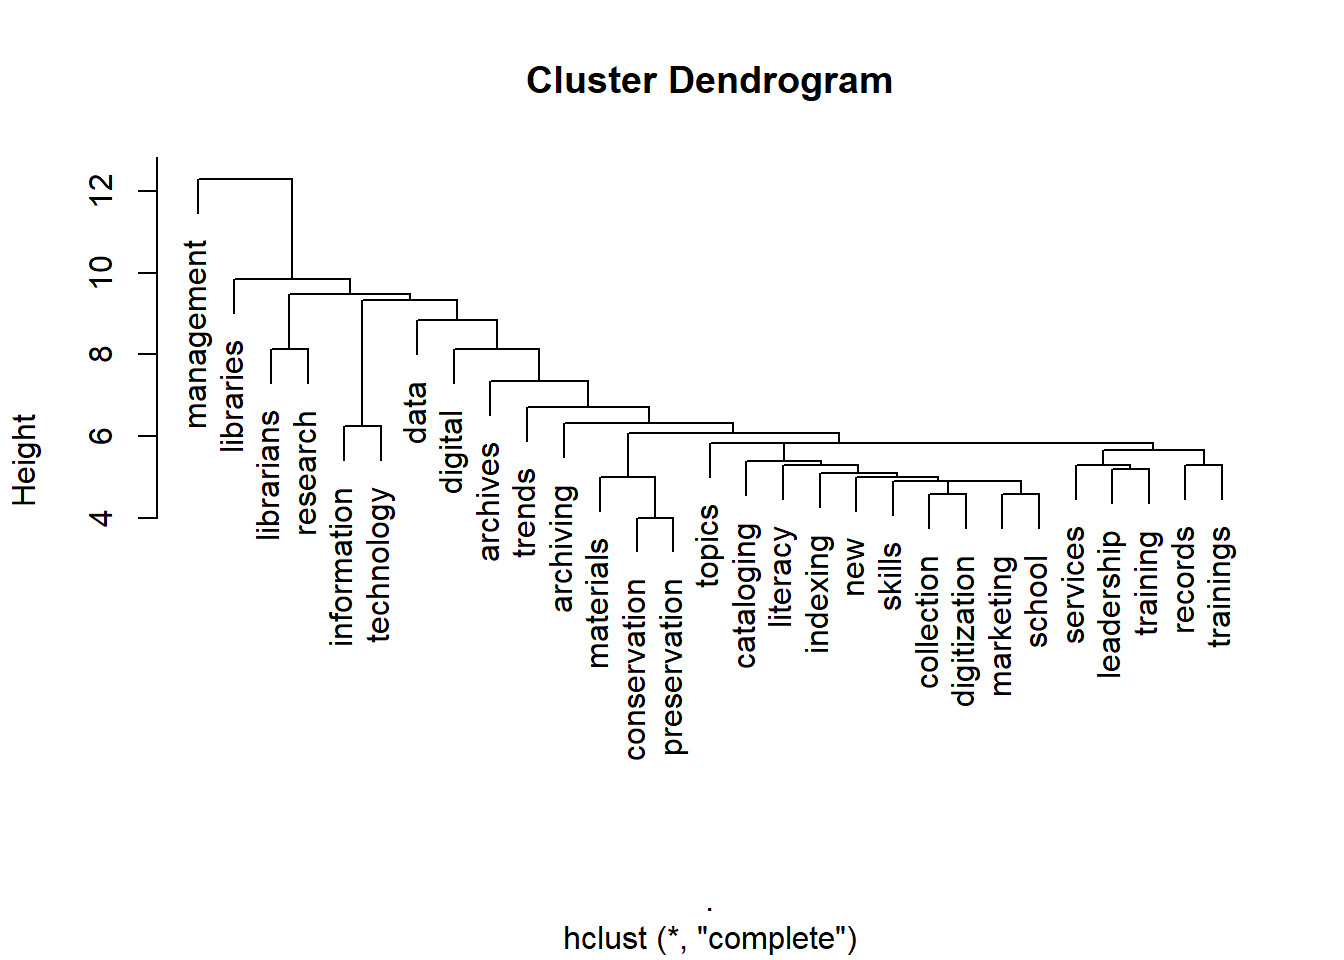 Cluster Dendrogram
Height
12
10
8
6
4
management
libraries
librarians
research
information
technology
data
digital
archives
trends
archiving
materials
conservation
preservation
topics
cataloging
literacy
indexing
new
skills
collection
digitization
marketing
school
services
leadership
training
records
trainings
.
hclust (*, "complete")